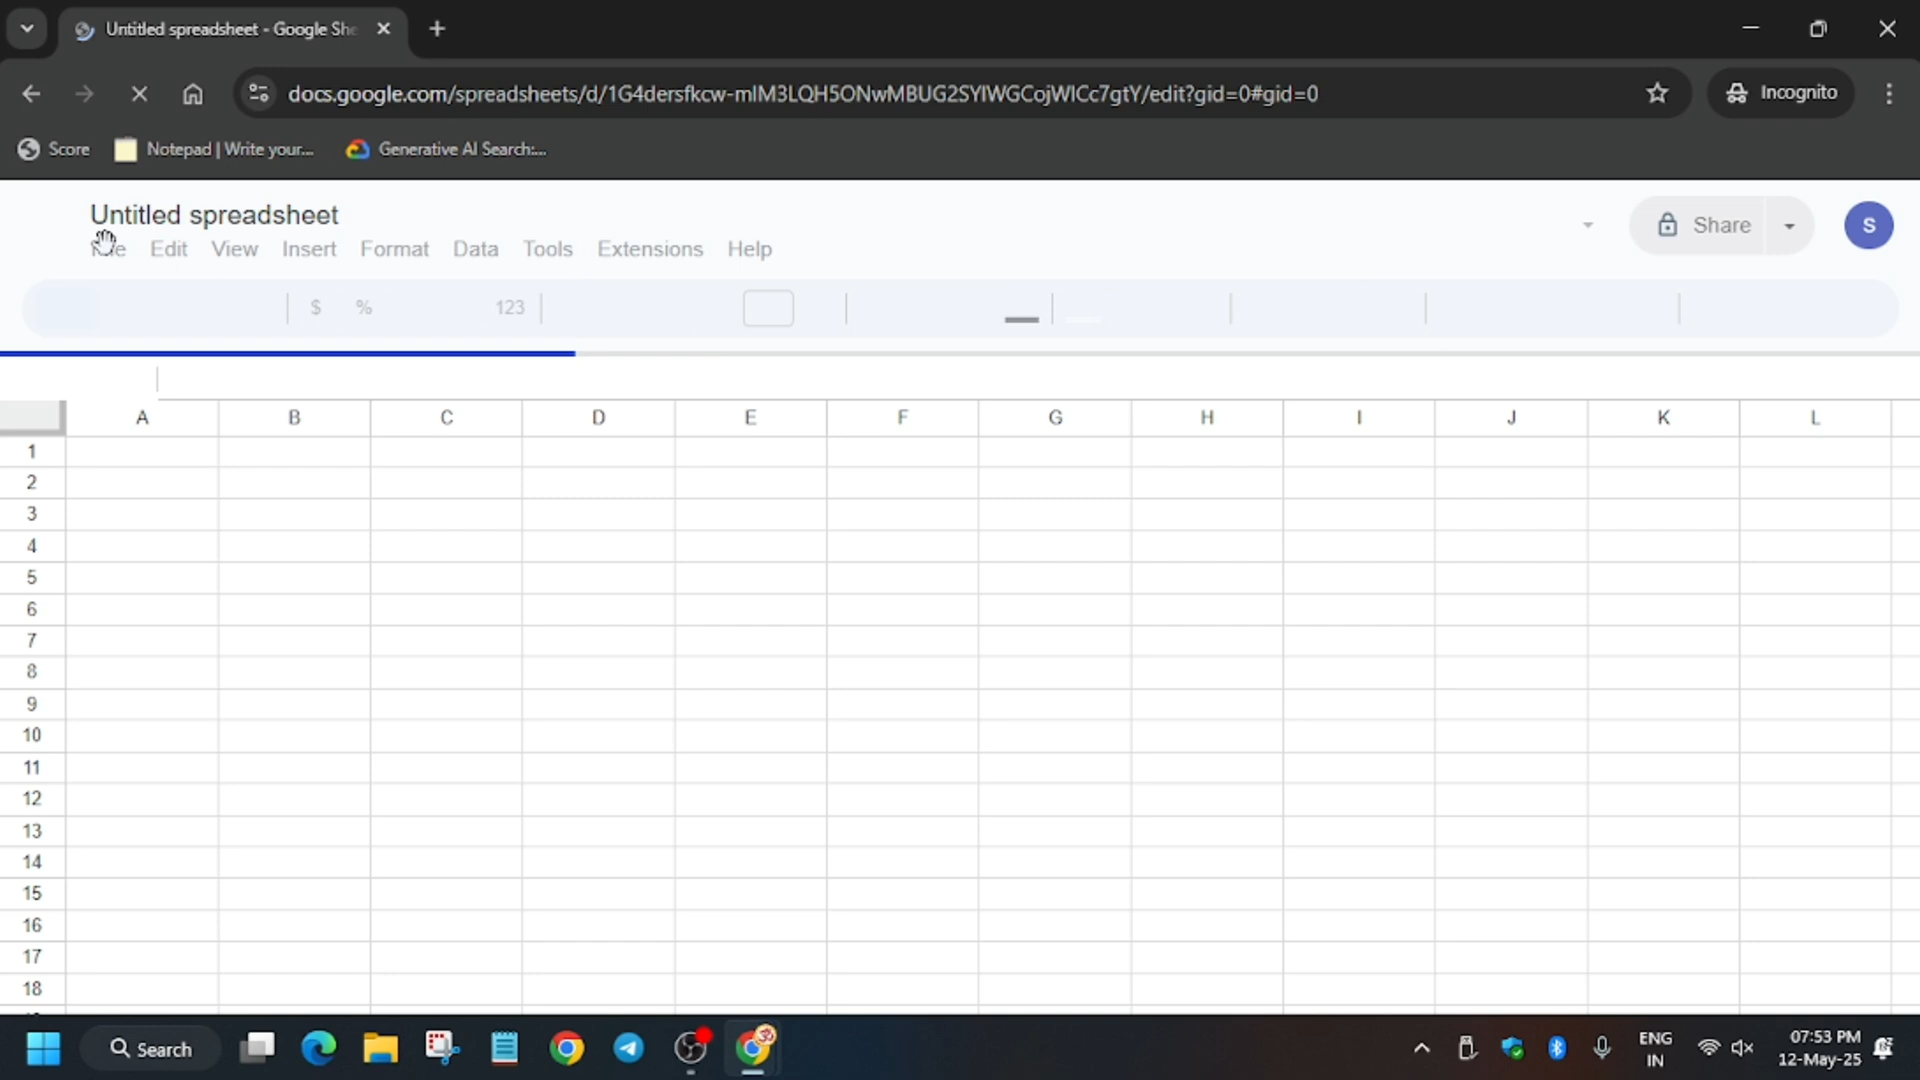 Untitled spreadsheet - Google She
docs.google.com/spreadsheets/d/1G4dersfkcw-mIM3LQH5ONwMBUG2SYIWGCojWICc7gtY/edit?gid=0#gid=0
Incognito
Score
Notepad | Write your...
Generative AI Search:...
Untitled spreadsheet
File Edit View Insert Format Data Tools Extensions Help
Share
S
$ % 123
A B C D E F G H I J K L
1
2
3
4
5
6
7
8
9
10
11
12
13
14
15
16
17
18
Search
ENG
IN
07:53 PM
12-May-25